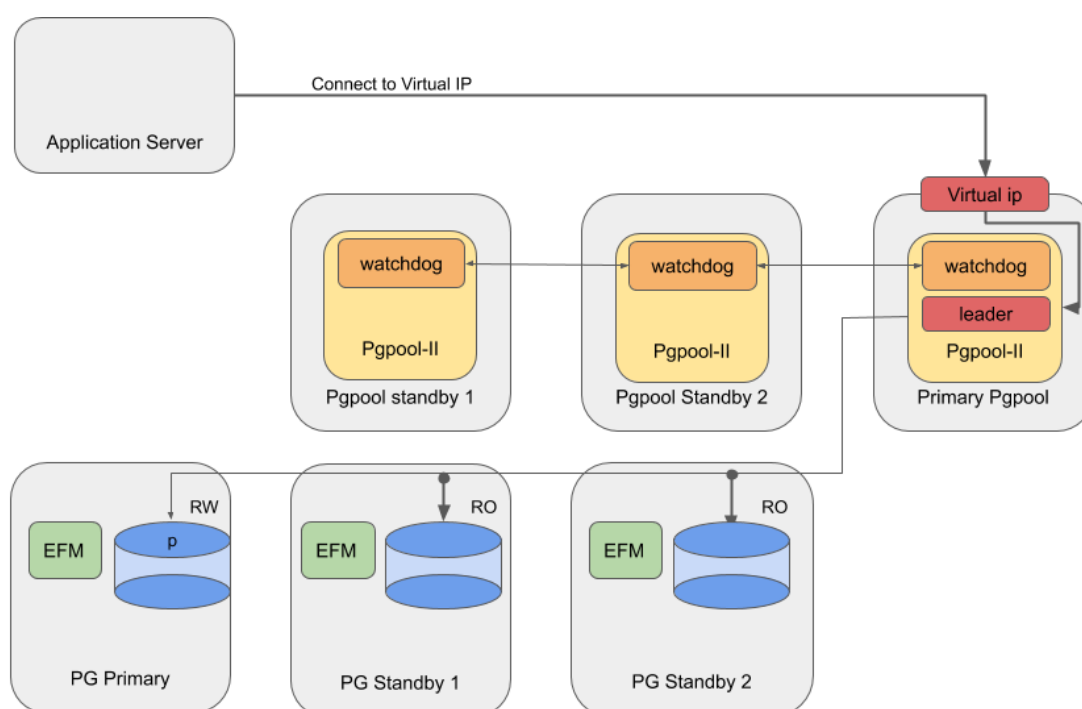 Connect to Virtual IP
Application Server
Virtual ip
watchdog
watchdog
watchdog
leader
Pgpool-II
Pgpool-II
Pgpool-II
Pgpool standby 1
Pgpool Standby 2
Primary Pgpool
RW
RO
RO
EFM
p
EFM
EFM
PG Primary
PG Standby 1
PG Standby 2